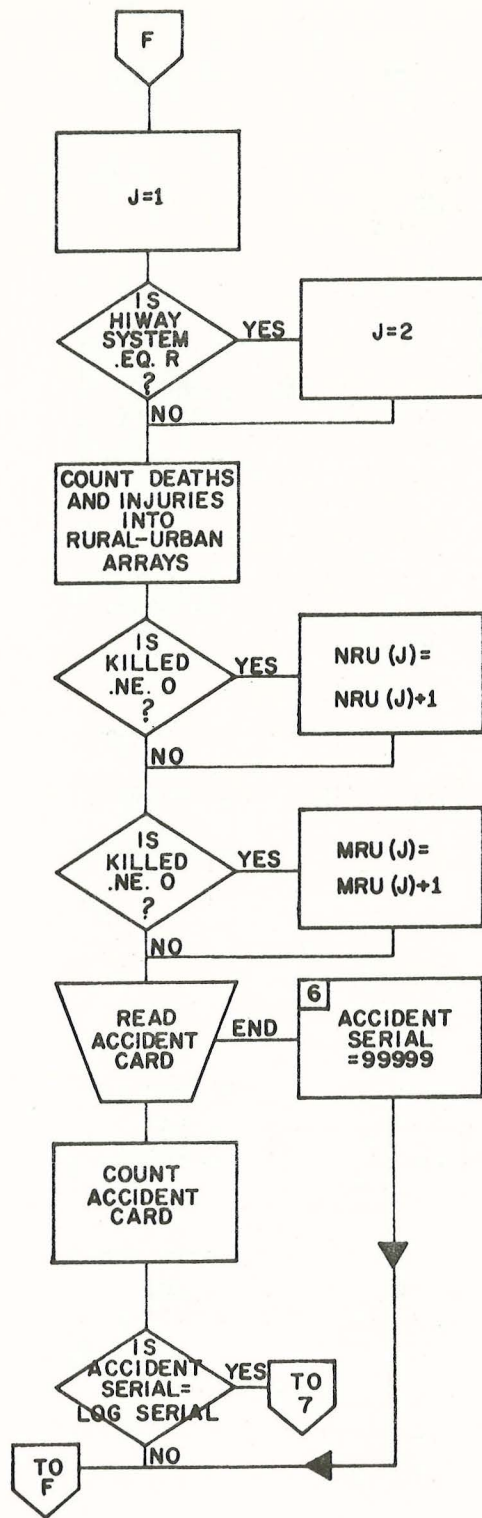 F
J=1
IS
HIWAY
SYSTEM
.EQ. R
?
YES
J=2
NO
COUNT DEATHS
AND INJURIES
INTO
RURAL-URBAN
ARRAYS
IS
KILLED
.NE. O
?
YES
NRU (J)=
NRU (J)+1
NO
IS
KILLED
.NE. O
?
YES
MRU (J)=
MRU (J)+1
NO
READ
ACCIDENT
CARD
END
6
ACCIDENT
SERIAL
=99999
COUNT
ACCIDENT
CARD
IS
ACCIDENT
SERIAL=
LOG SERIAL
YES
TO
7
NO
TO
F